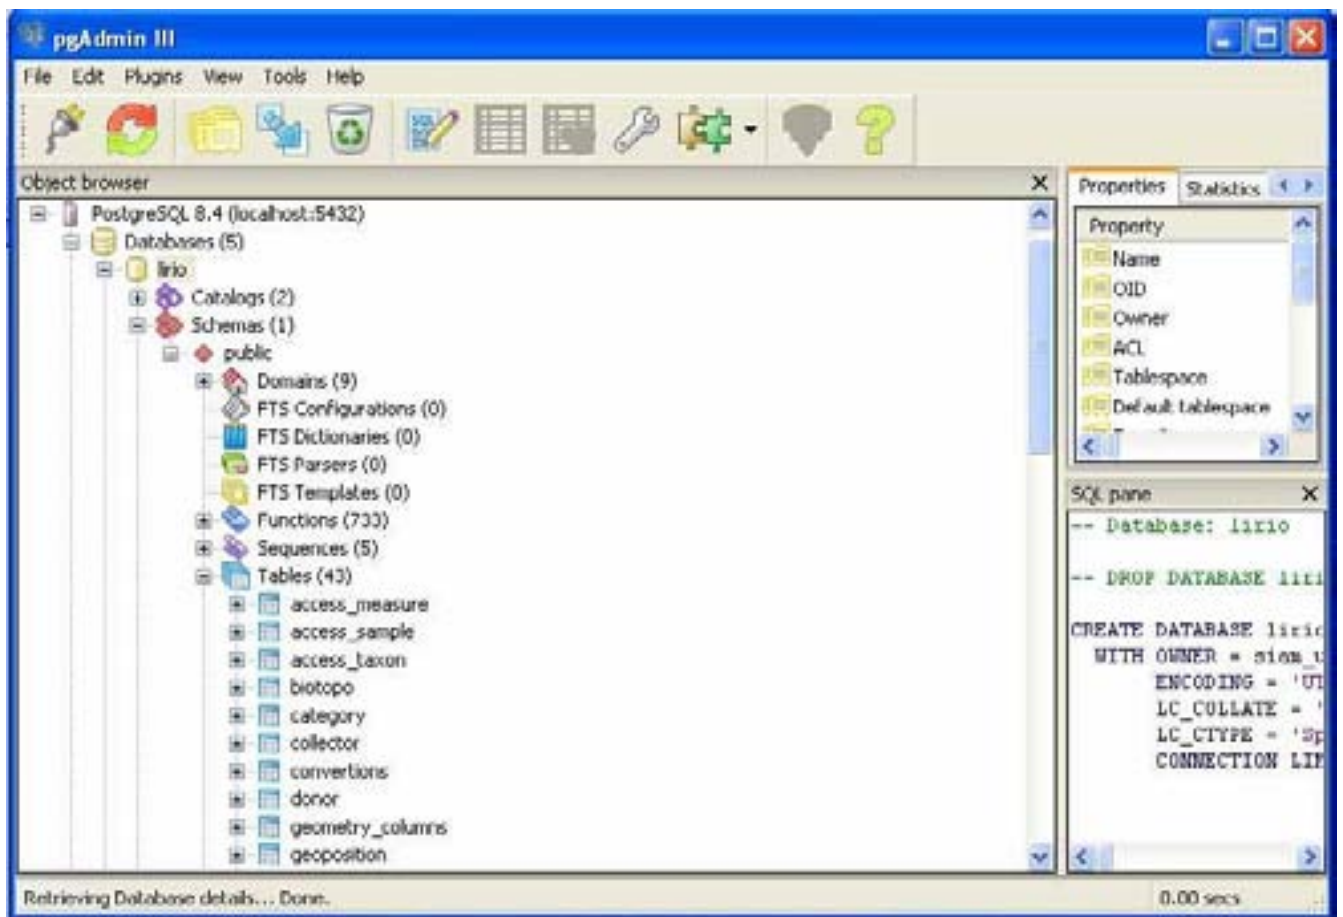 pgAdmin III
File Edit Plugins View Tools Help
Object browser
PostgreSQL 8.4 (localhost:5432)
Databases (5)
lirio
Catalogs (2)
Schemas (1)
public
Domains (9)
FTS Configurations (0)
FTS Dictionaries (0)
FTS Parsers (0)
FTS Templates (0)
Functions (733)
Sequences (5)
Tables (43)
access_measure
access_sample
access_taxon
biotopo
category
collector
convertions
donor
geometry_columns
geoposition
Properties Statistics
Property
Name
OID
Owner
ACL
Tablespace
Default tablespace
SQL pane
-- Database: lirio
-- DROP DATABASE liri
CREATE DATABASE lirio
WITH OWNER = siam_u
ENCODING = 'UT
LC_COLLATE = '
LC_CTYPE = 'Sp
CONNECTION LIM
Retrieving Database details... Done.
0.00 secs